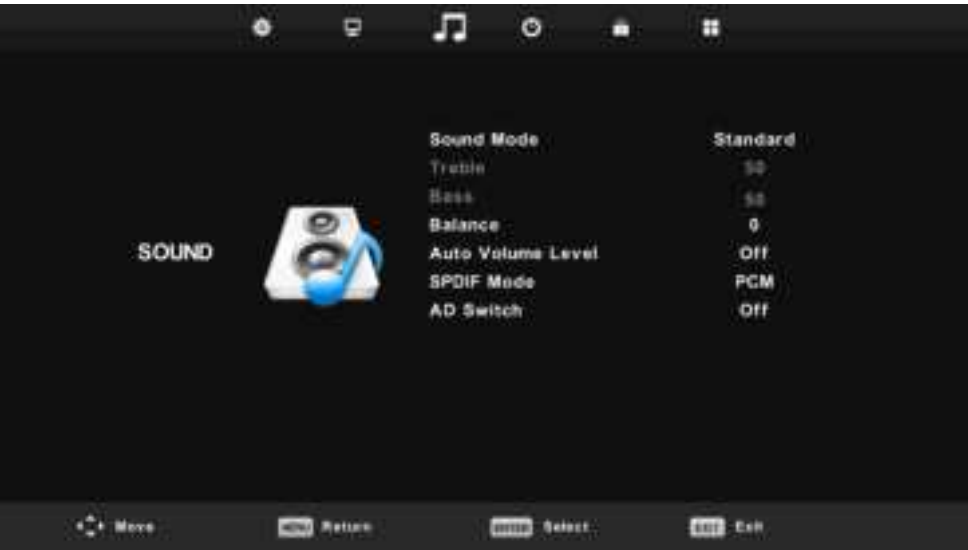 Sound Mode Standard
Treble 50
Bass 50
Balance 0
SOUND
Auto Volume Level Off
SPDIF Mode PCM
AD Switch Off
Move MENU Return ENTER Select EXIT Exit